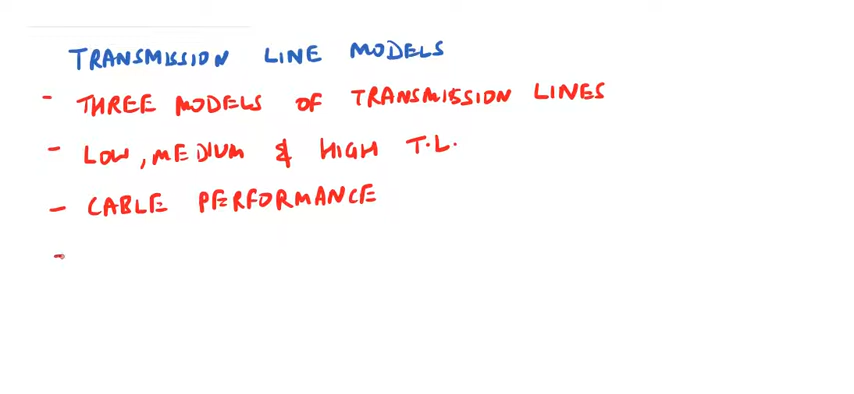 TRANSMISSION LINE MODELS
- THREE MODELS OF TRANSMISSION LINES
- LOW, MEDIUM & HIGH T.L.
- CABLE PERFORMANCE
-